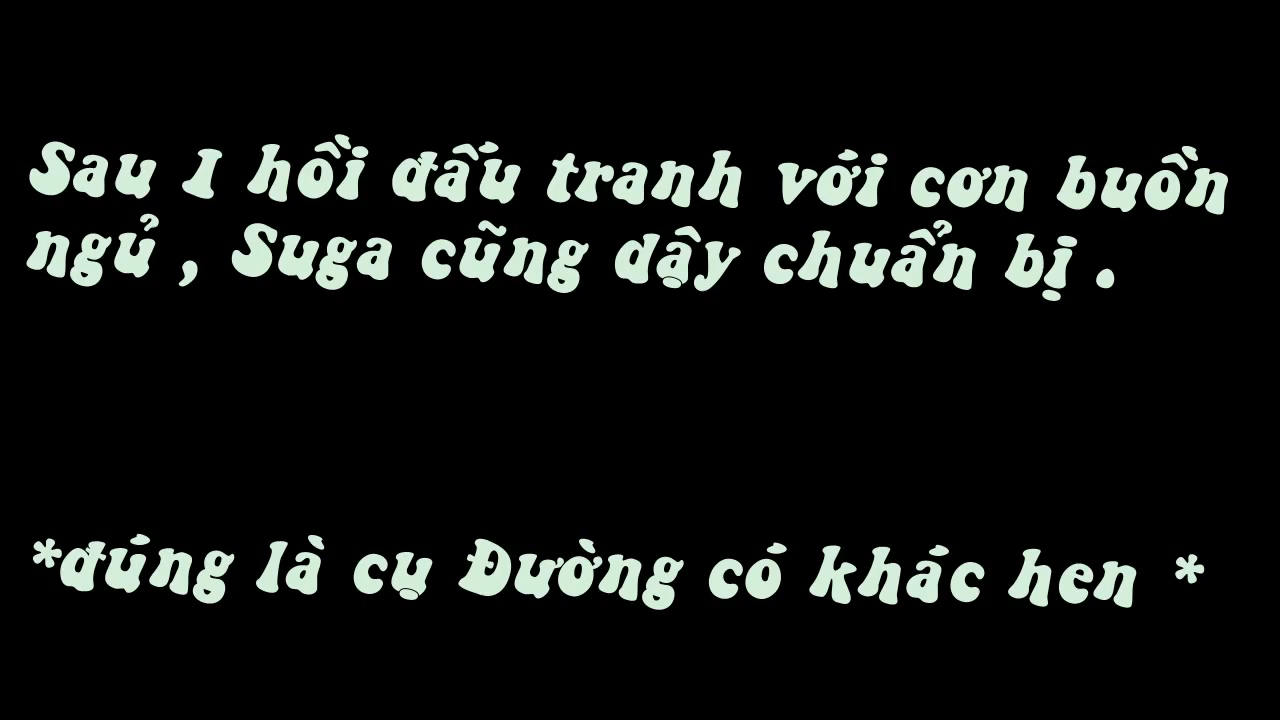 Sau 1 hồi đấu tranh với cơn buồn
ngủ , Suga cũng dậy chuẩn bị .
*đúng là cụ Đường có khác hen *